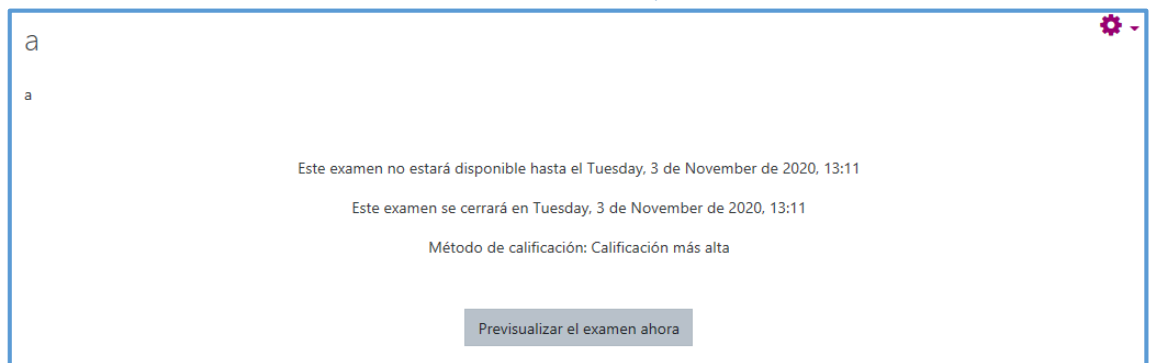 a
a
Este examen no estará disponible hasta el Tuesday, 3 de November de 2020, 13:11
Este examen se cerrará en Tuesday, 3 de November de 2020, 13:11
Método de calificación: Calificación más alta
Previsualizar el examen ahora